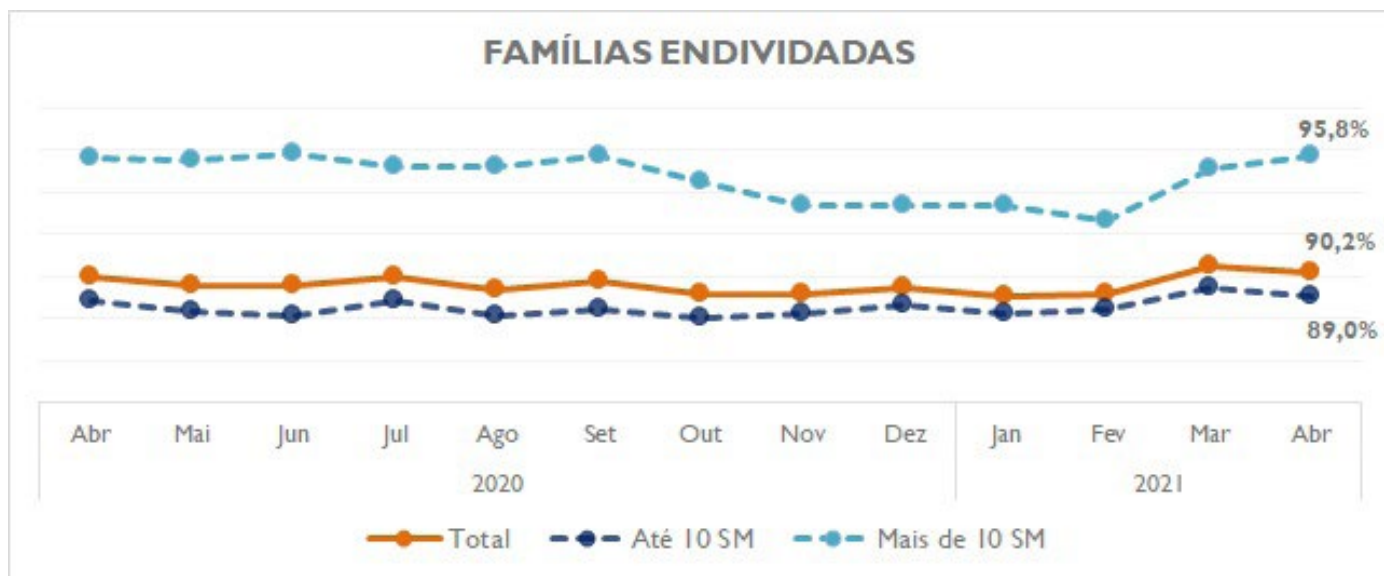 FAMÍLIAS ENDIVIDADAS
95,8%
90,2%
89,0%
Abr Mai Jun Jul Ago Set Out Nov Dez Jan Fev Mar Abr
2020 2021
Total Até 10 SM Mais de 10 SM